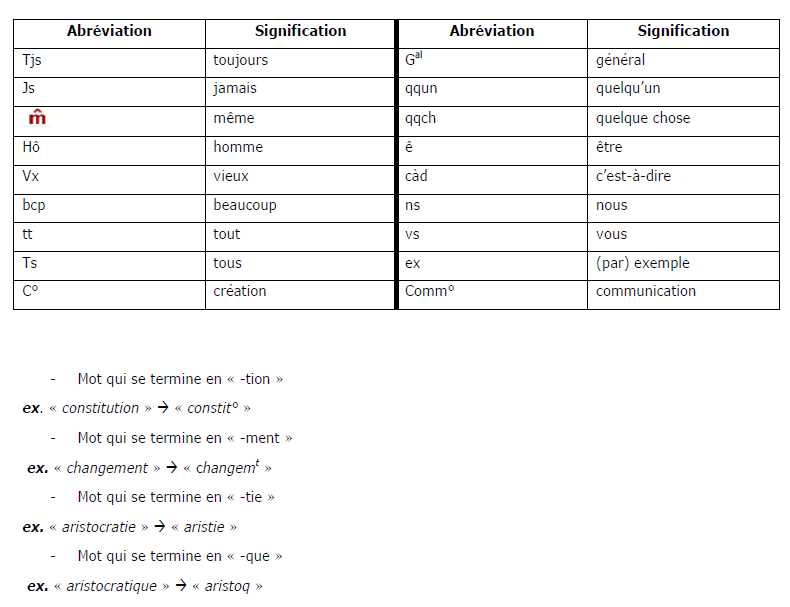 Abréviation Signification Abréviation Signification
Tjs toujours Gal général
Js jamais qqun quelqu’un
m̂ même qqch quelque chose
Hô homme ê être
Vx vieux càd c’est-à-dire
bcp beaucoup ns nous
tt tout vs vous
Ts tous ex (par) exemple
C° création Comm° communication
- Mot qui se termine en « -tion »
ex. « constitution » → « constit° »
- Mot qui se termine en « -ment »
ex. « changement » → « changemt »
- Mot qui se termine en « -tie »
ex. « aristocratie » → « aristie »
- Mot qui se termine en « -que »
ex. « aristocratique » → « aristoq »